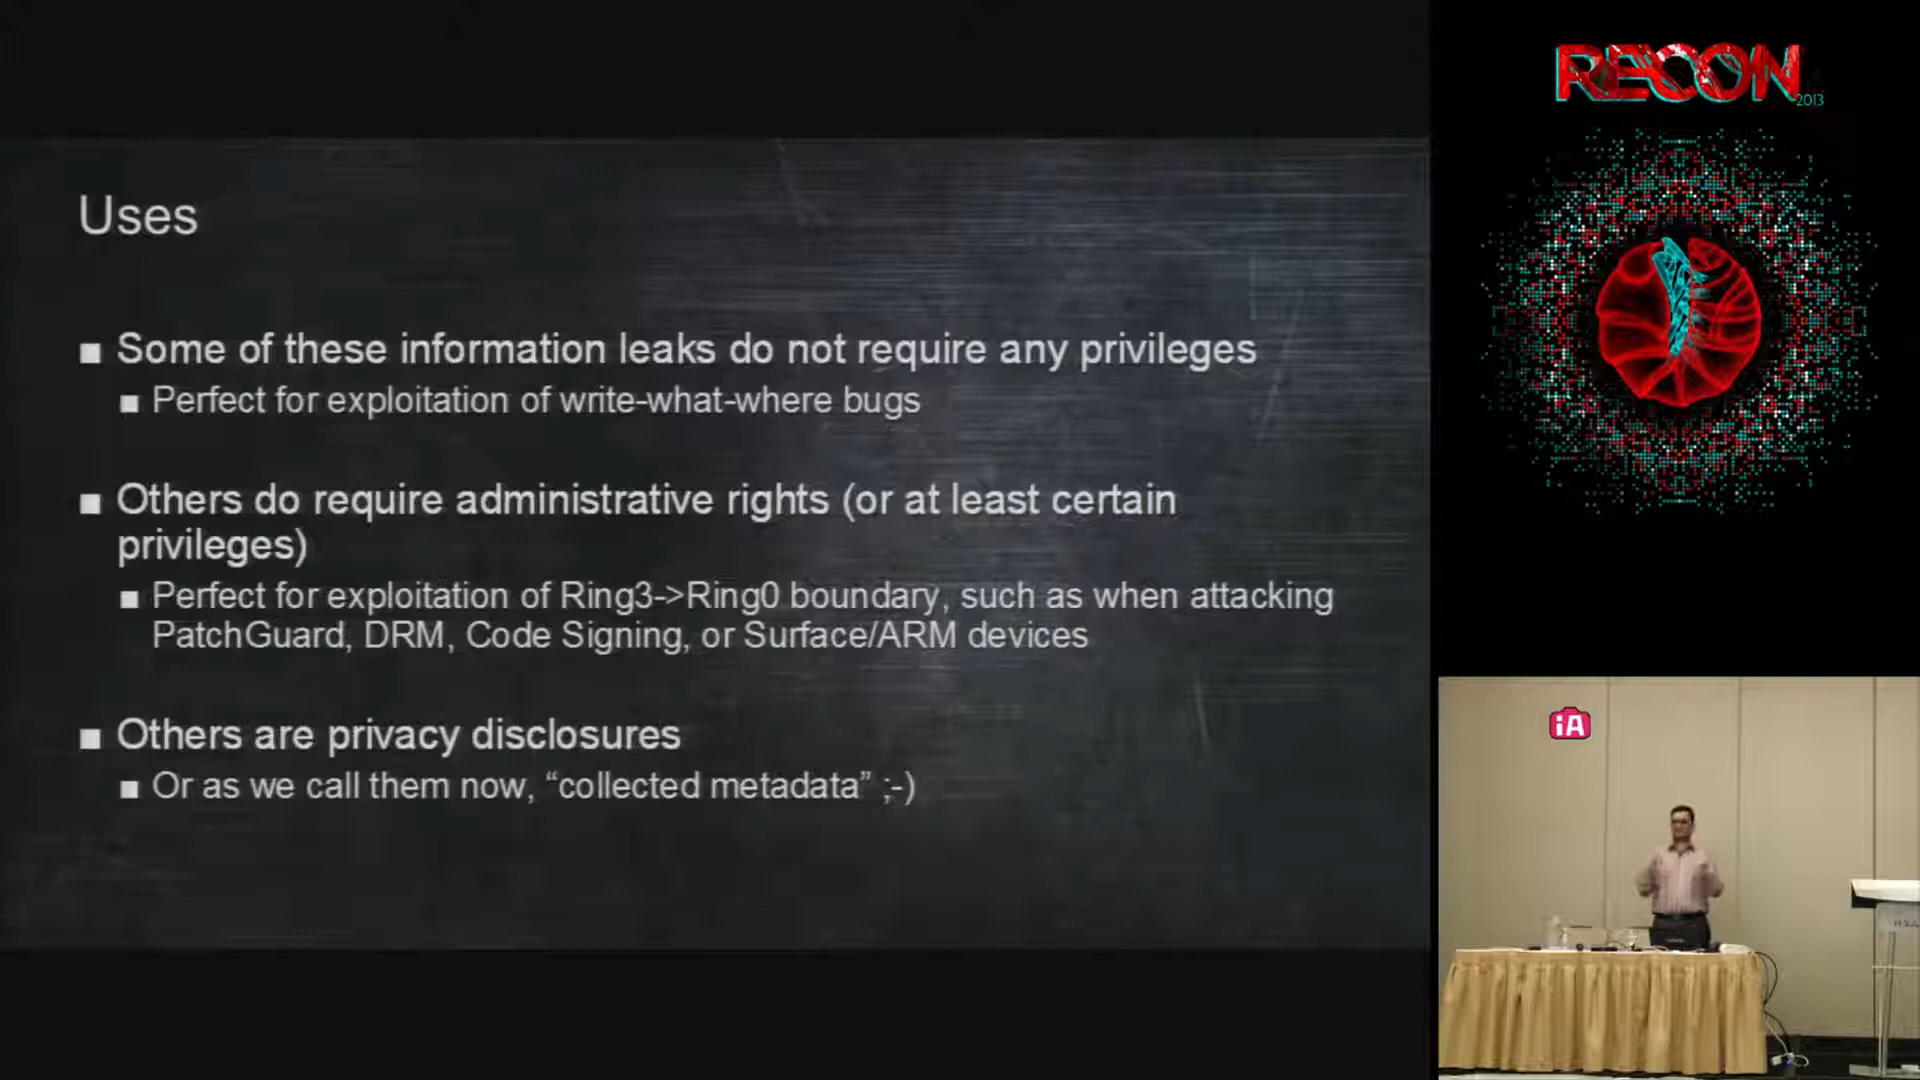 Uses
■ Some of these information leaks do not require any privileges
■ Perfect for exploitation of write-what-where bugs
■ Others do require administrative rights (or at least certain
privileges)
■ Perfect for exploitation of Ring3->Ring0 boundary, such as when attacking
PatchGuard, DRM, Code Signing, or Surface/ARM devices
■ Others are privacy disclosures
■ Or as we call them now, “collected metadata” ;-)
RECON
2013
iA